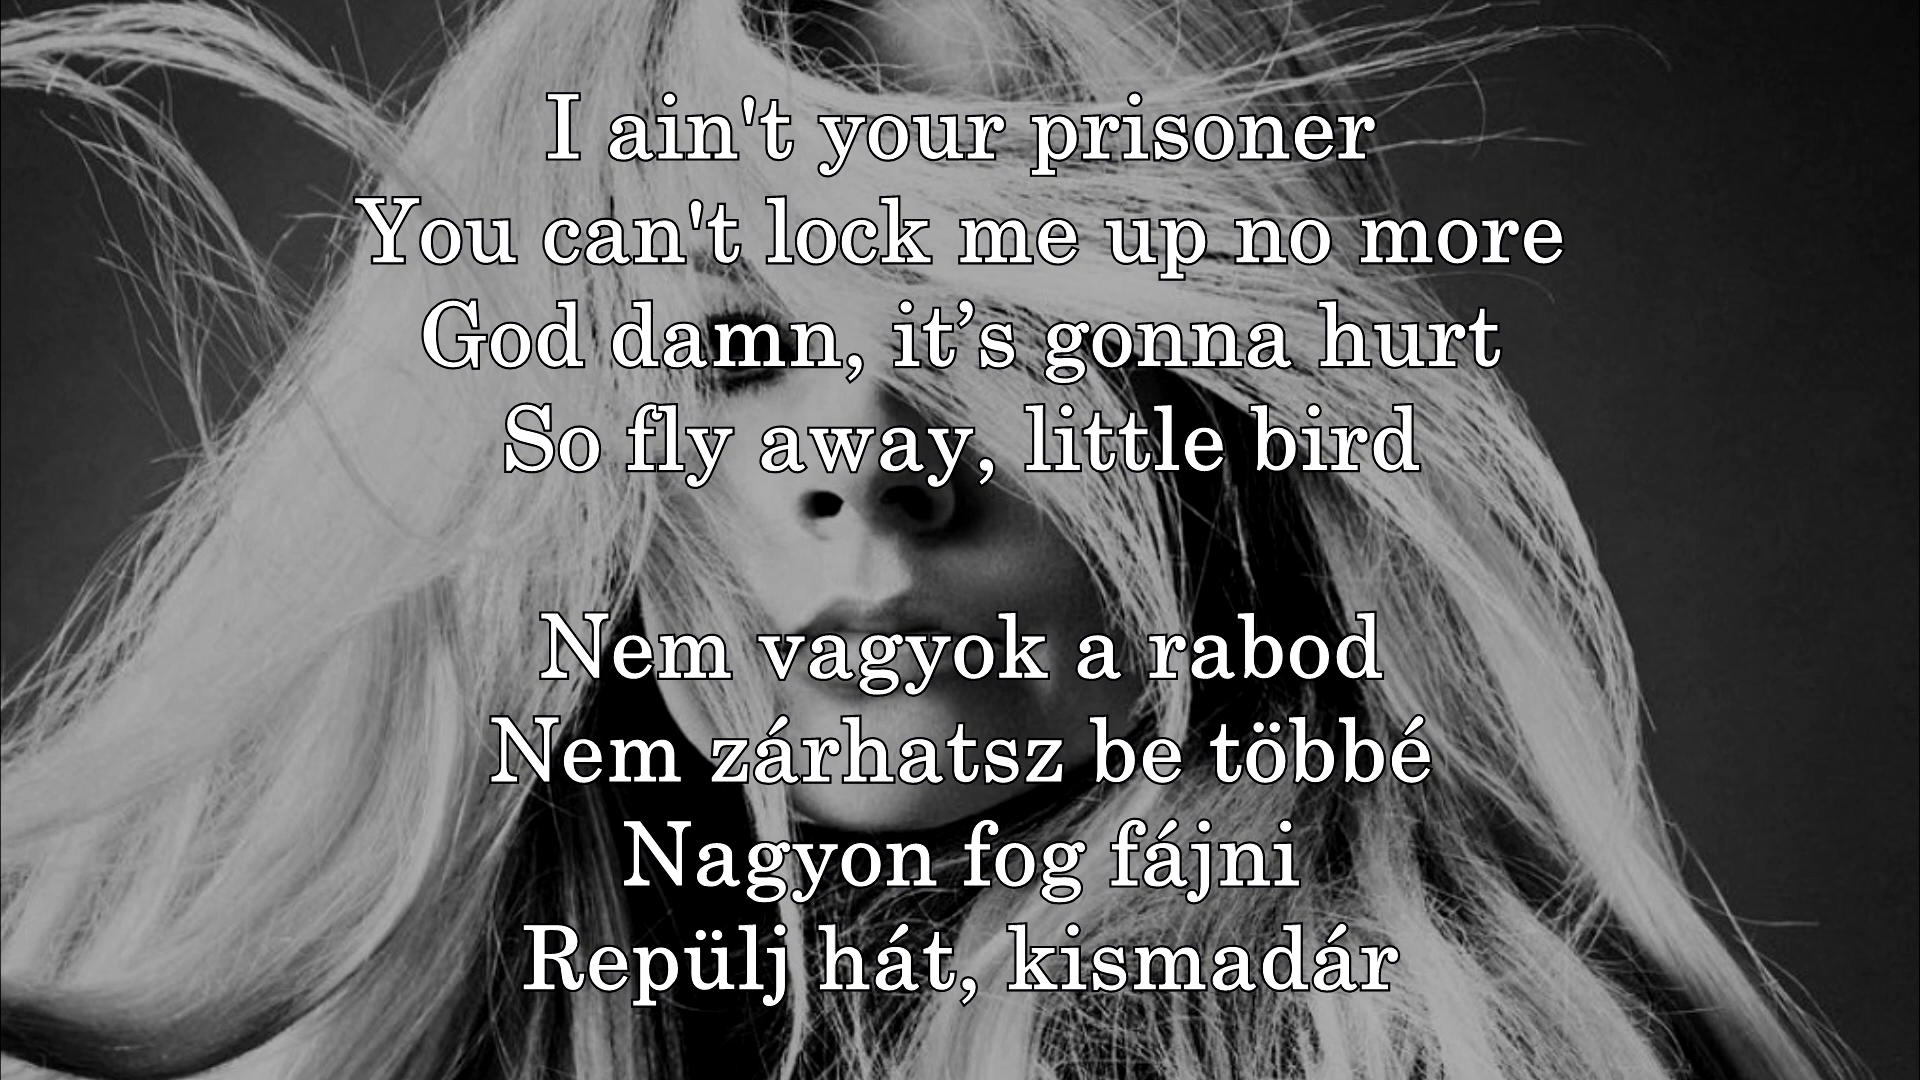 I ain't your prisoner
You can't lock me up no more
God damn, it’s gonna hurt
So fly away, little bird
Nem vagyok a rabod
Nem zárhatsz be többé
Nagyon fog fájni
Repülj hát, kismadár